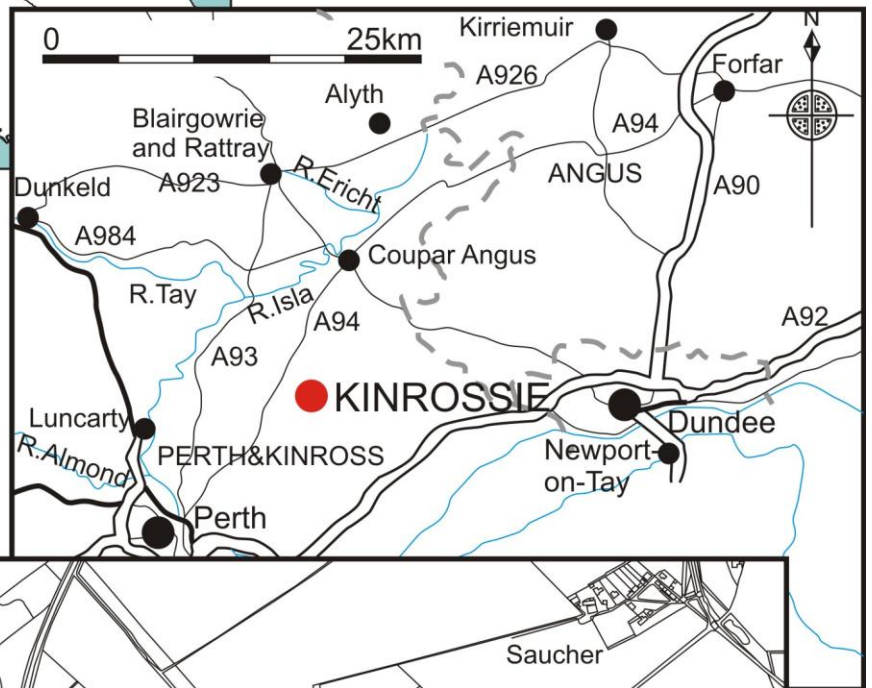 0 25km
Kirriemuir
N
A926
Forfar
Alyth
Blairgowrie
and Rattray
A94
R.Ericht
ANGUS
A923
A90
Dunkeld
A984
Coupar Angus
R.Tay
R.Isla
A94
A92
A93
KINROSSIE
Luncarty
Dundee
R.Almond
PERTH&KINROSS
Newport-
on-Tay
Perth
Saucher